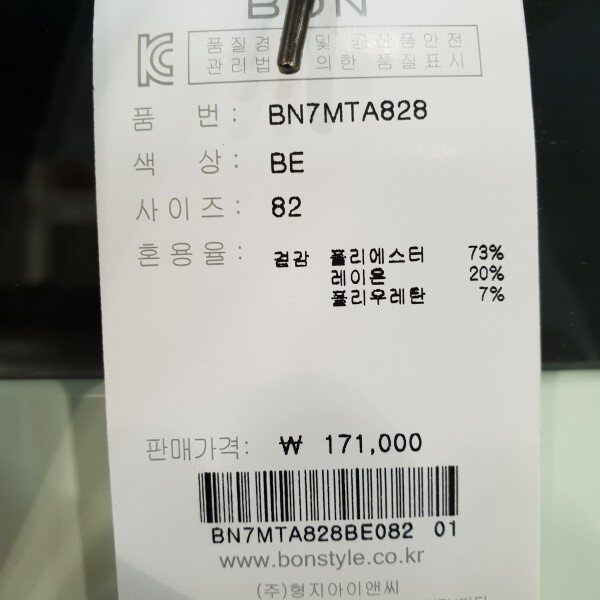 BON
품질경영 및 공산품안전
관리법 의한 품질표시
품 번 : BN7MTA828
색 상 : BE
사이즈 : 82
혼용율 : 겉감 폴리에스터 73%
레이온 20%
폴리우레탄 7%
판매가격: ₩ 171,000
BN7MTA828BE082 01
www.bonstyle.co.kr
(주)형지아이앤씨